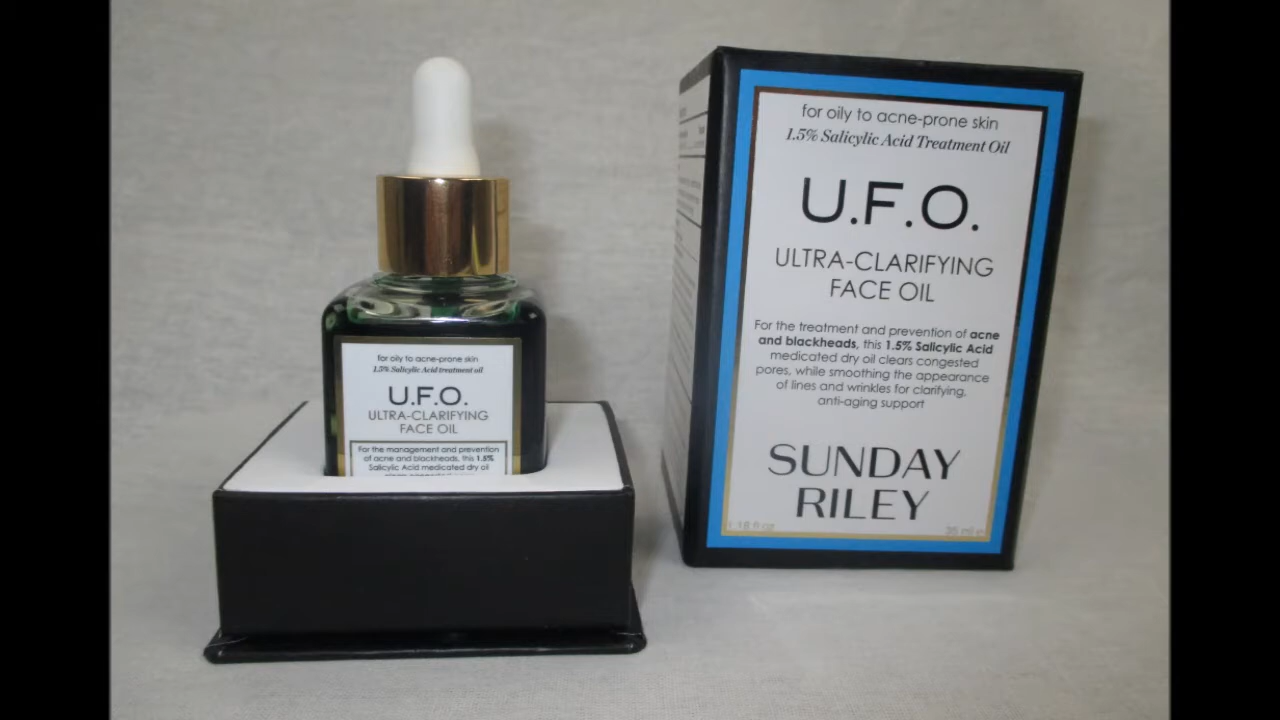 for oily to acne-prone skin
1.5% Salicylic Acid treatment oil
U.F.O.
ULTRA-CLARIFYING
FACE OIL
For the management and prevention
of acne and blackheads, this 1.5%
Salicylic Acid medicated dry oil
for oily to acne-prone skin
1.5% Salicylic Acid Treatment Oil
U.F.O.
ULTRA-CLARIFYING
FACE OIL
For the treatment and prevention of acne
and blackheads, this 1.5% Salicylic Acid
medicated dry oil clears congested
pores, while smoothing the appearance
of lines and wrinkles for clarifying,
anti-aging support
SUNDAY
RILEY
1.18 fl oz
35 ml e